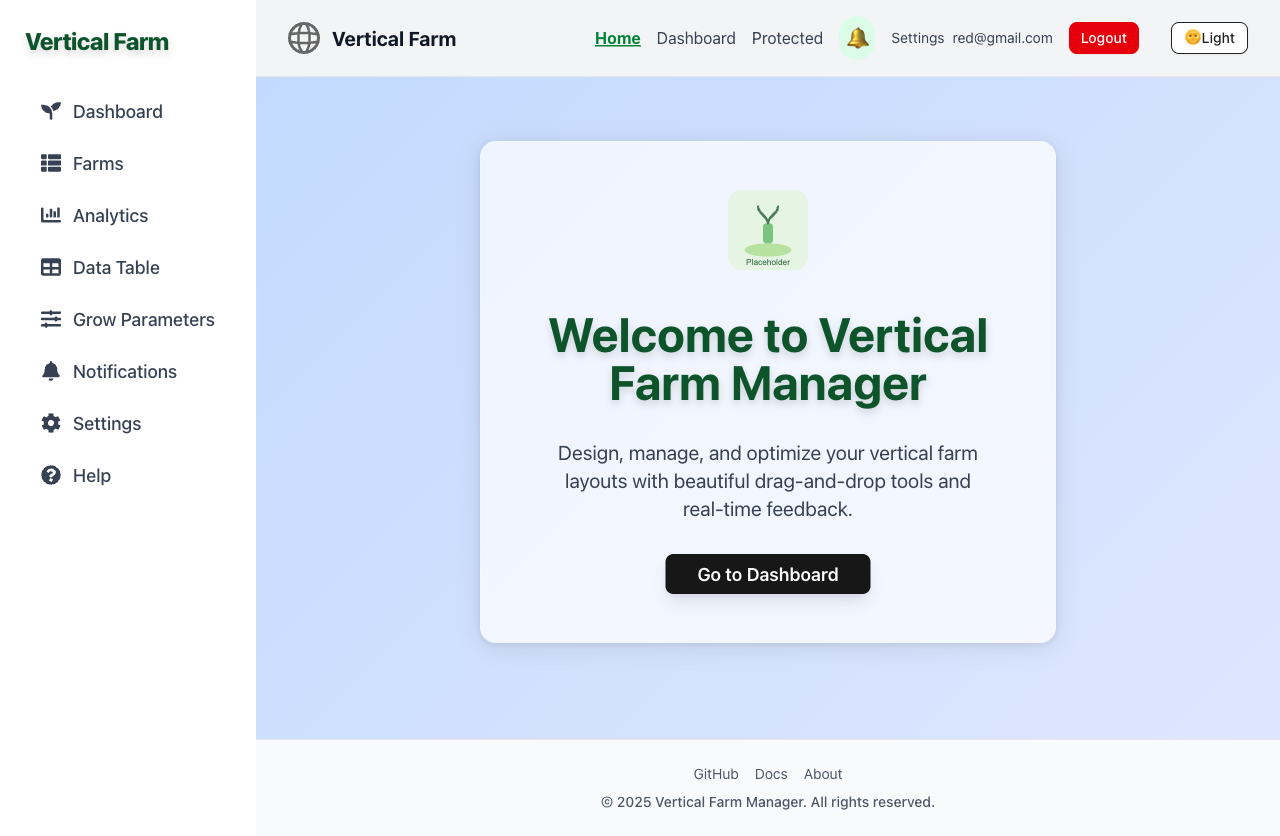 Vertical Farm
Dashboard
Farms
Analytics
Data Table
Grow Parameters
Notifications
Settings
Help
Vertical Farm
Home Dashboard Protected Settings red@gmail.com Logout Light
Placeholder
Welcome to Vertical
Farm Manager
Design, manage, and optimize your vertical farm
layouts with beautiful drag-and-drop tools and
real-time feedback.
Go to Dashboard
GitHub Docs About
© 2025 Vertical Farm Manager. All rights reserved.